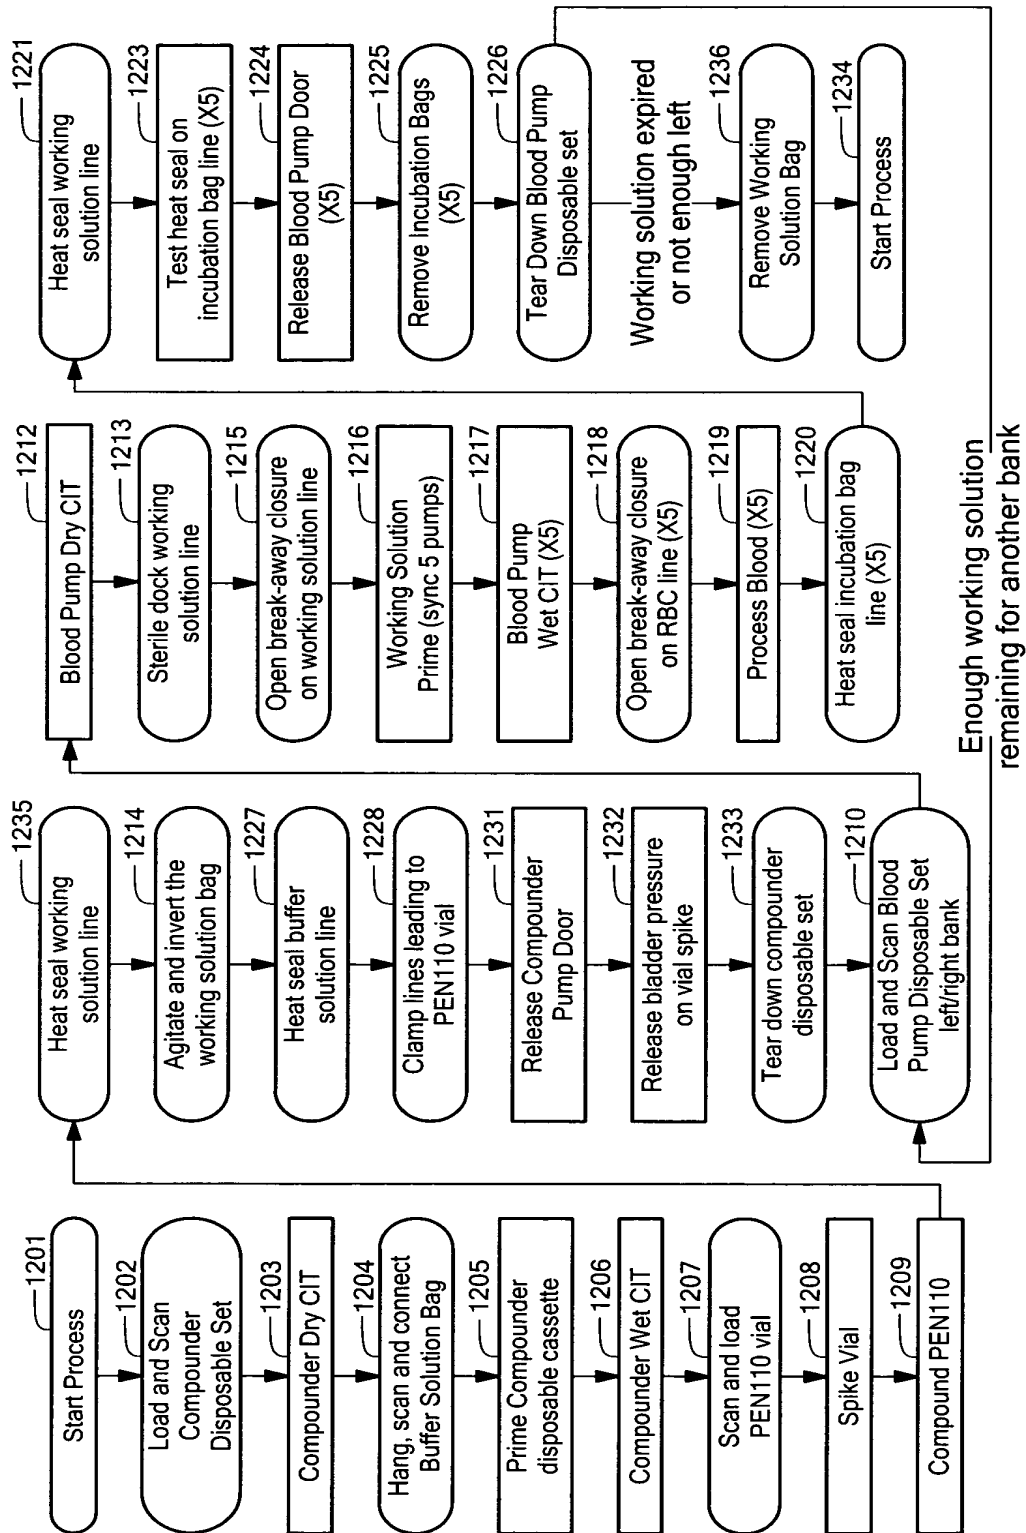 1201
Start Process
1202
Load and Scan
Compounder
Disposable Set
1203
Compounder Dry CIT
1204
Hang, scan and connect
Buffer Solution Bag
1205
Prime Compounder
disposable cassette
1206
Compounder Wet CIT
1207
Scan and load
PEN110 vial
1208
Spike Vial
1209
Compound PEN110
1235
Heat seal working
solution line
1214
Agitate and invert the
working solution bag
1227
Heat seal buffer
solution line
1228
Clamp lines leading to
PEN110 vial
1231
Release Compounder
Pump Door
1232
Release bladder pressure
on vial spike
1233
Tear down compounder
disposable set
1210
Load and Scan Blood
Pump Disposable Set
left/right bank
1212
Blood Pump Dry CIT
1213
Sterile dock working
solution line
1215
Open break-away closure
on working solution line
1216
Working Solution
Prime (sync 5 pumps)
1217
Blood Pump
Wet CIT (X5)
1218
Open break-away closure
on RBC line (X5)
1219
Process Blood (X5)
1220
Heat seal incubation bag
line (X5)
1221
Heat seal working
solution line
1223
Test heat seal on
incubation bag line (X5)
1224
Release Blood Pump Door
(X5)
1225
Remove Incubation Bags
(X5)
1226
Tear Down Blood Pump
Disposable set
Working solution expired
or not enough left
1236
Remove Working
Solution Bag
1234
Start Process
Enough working solution
remaining for another bank